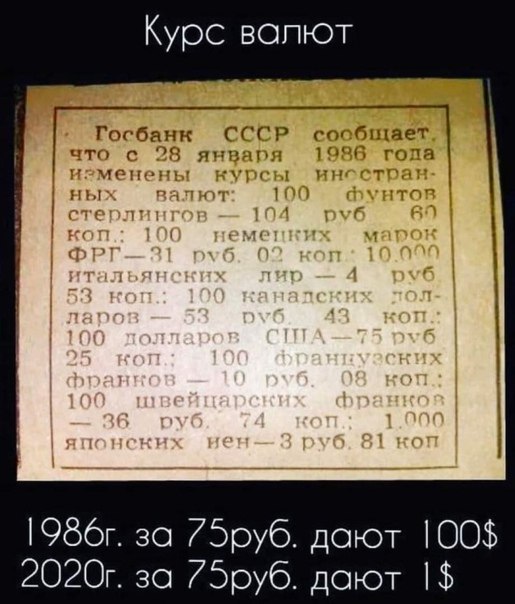 Курс валют
Госбанк СССР сообщает,
что с 28 января 1986 года
изменены курсы иностран-
ных валют: 100 фунтов
стерлингов — 104 руб 60
коп.; 100 немецких марок
ФРГ—31 руб. 02 коп; 10.000
итальянских лир — 4 руб
53 коп.; 100 канадских дол-
ларов — 53 руб. 43 коп.:
100 долларов США—75 руб
25 коп.; 100 французских
франков — 10 руб. 08 коп.;
100 швейцарских франков
— 36 руб. 74 коп.; 1.000
японских иен—3 руб. 81 коп
1986г. за 75руб. дают 100$
2020г. за 75руб. дают 1$